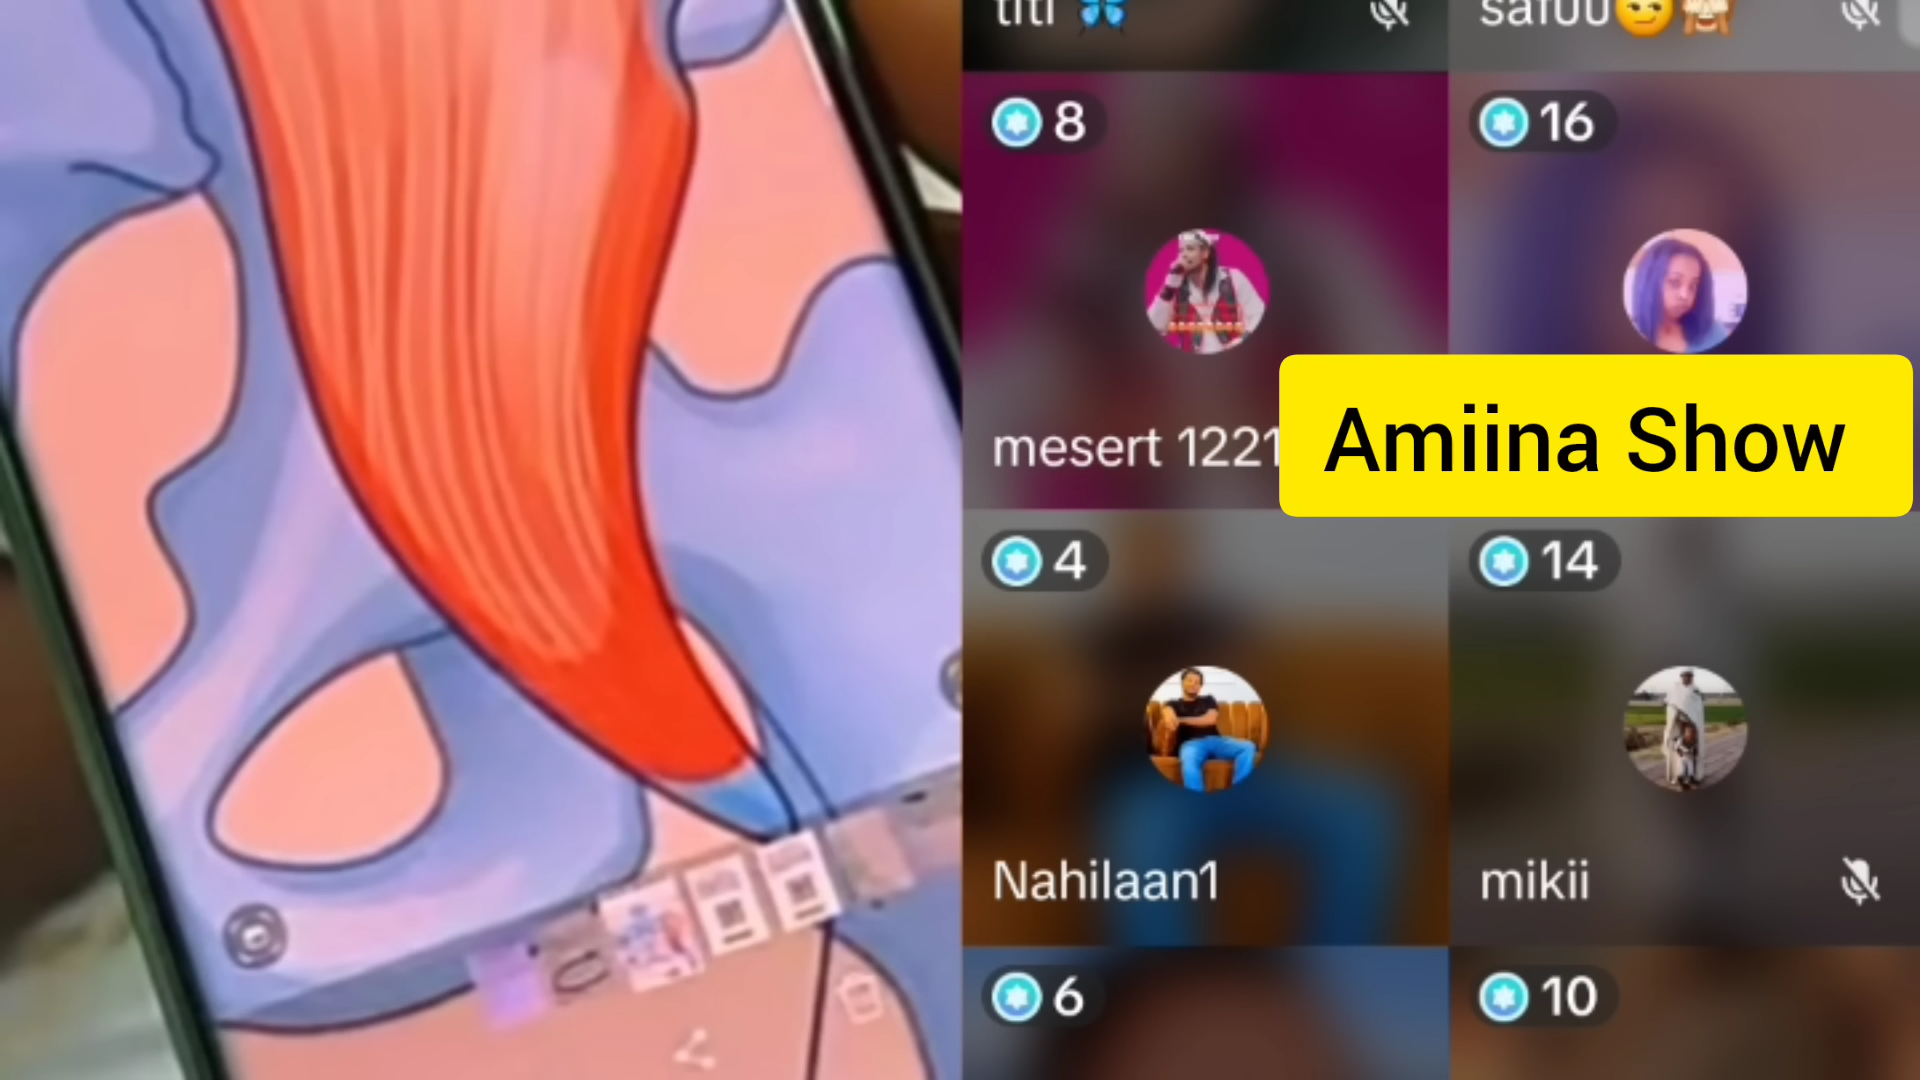 titi 🦋
safuu😏🙈
8
16
mesert 1221
Amiina Show
4
14
Nahilaan1
mikii
6
10